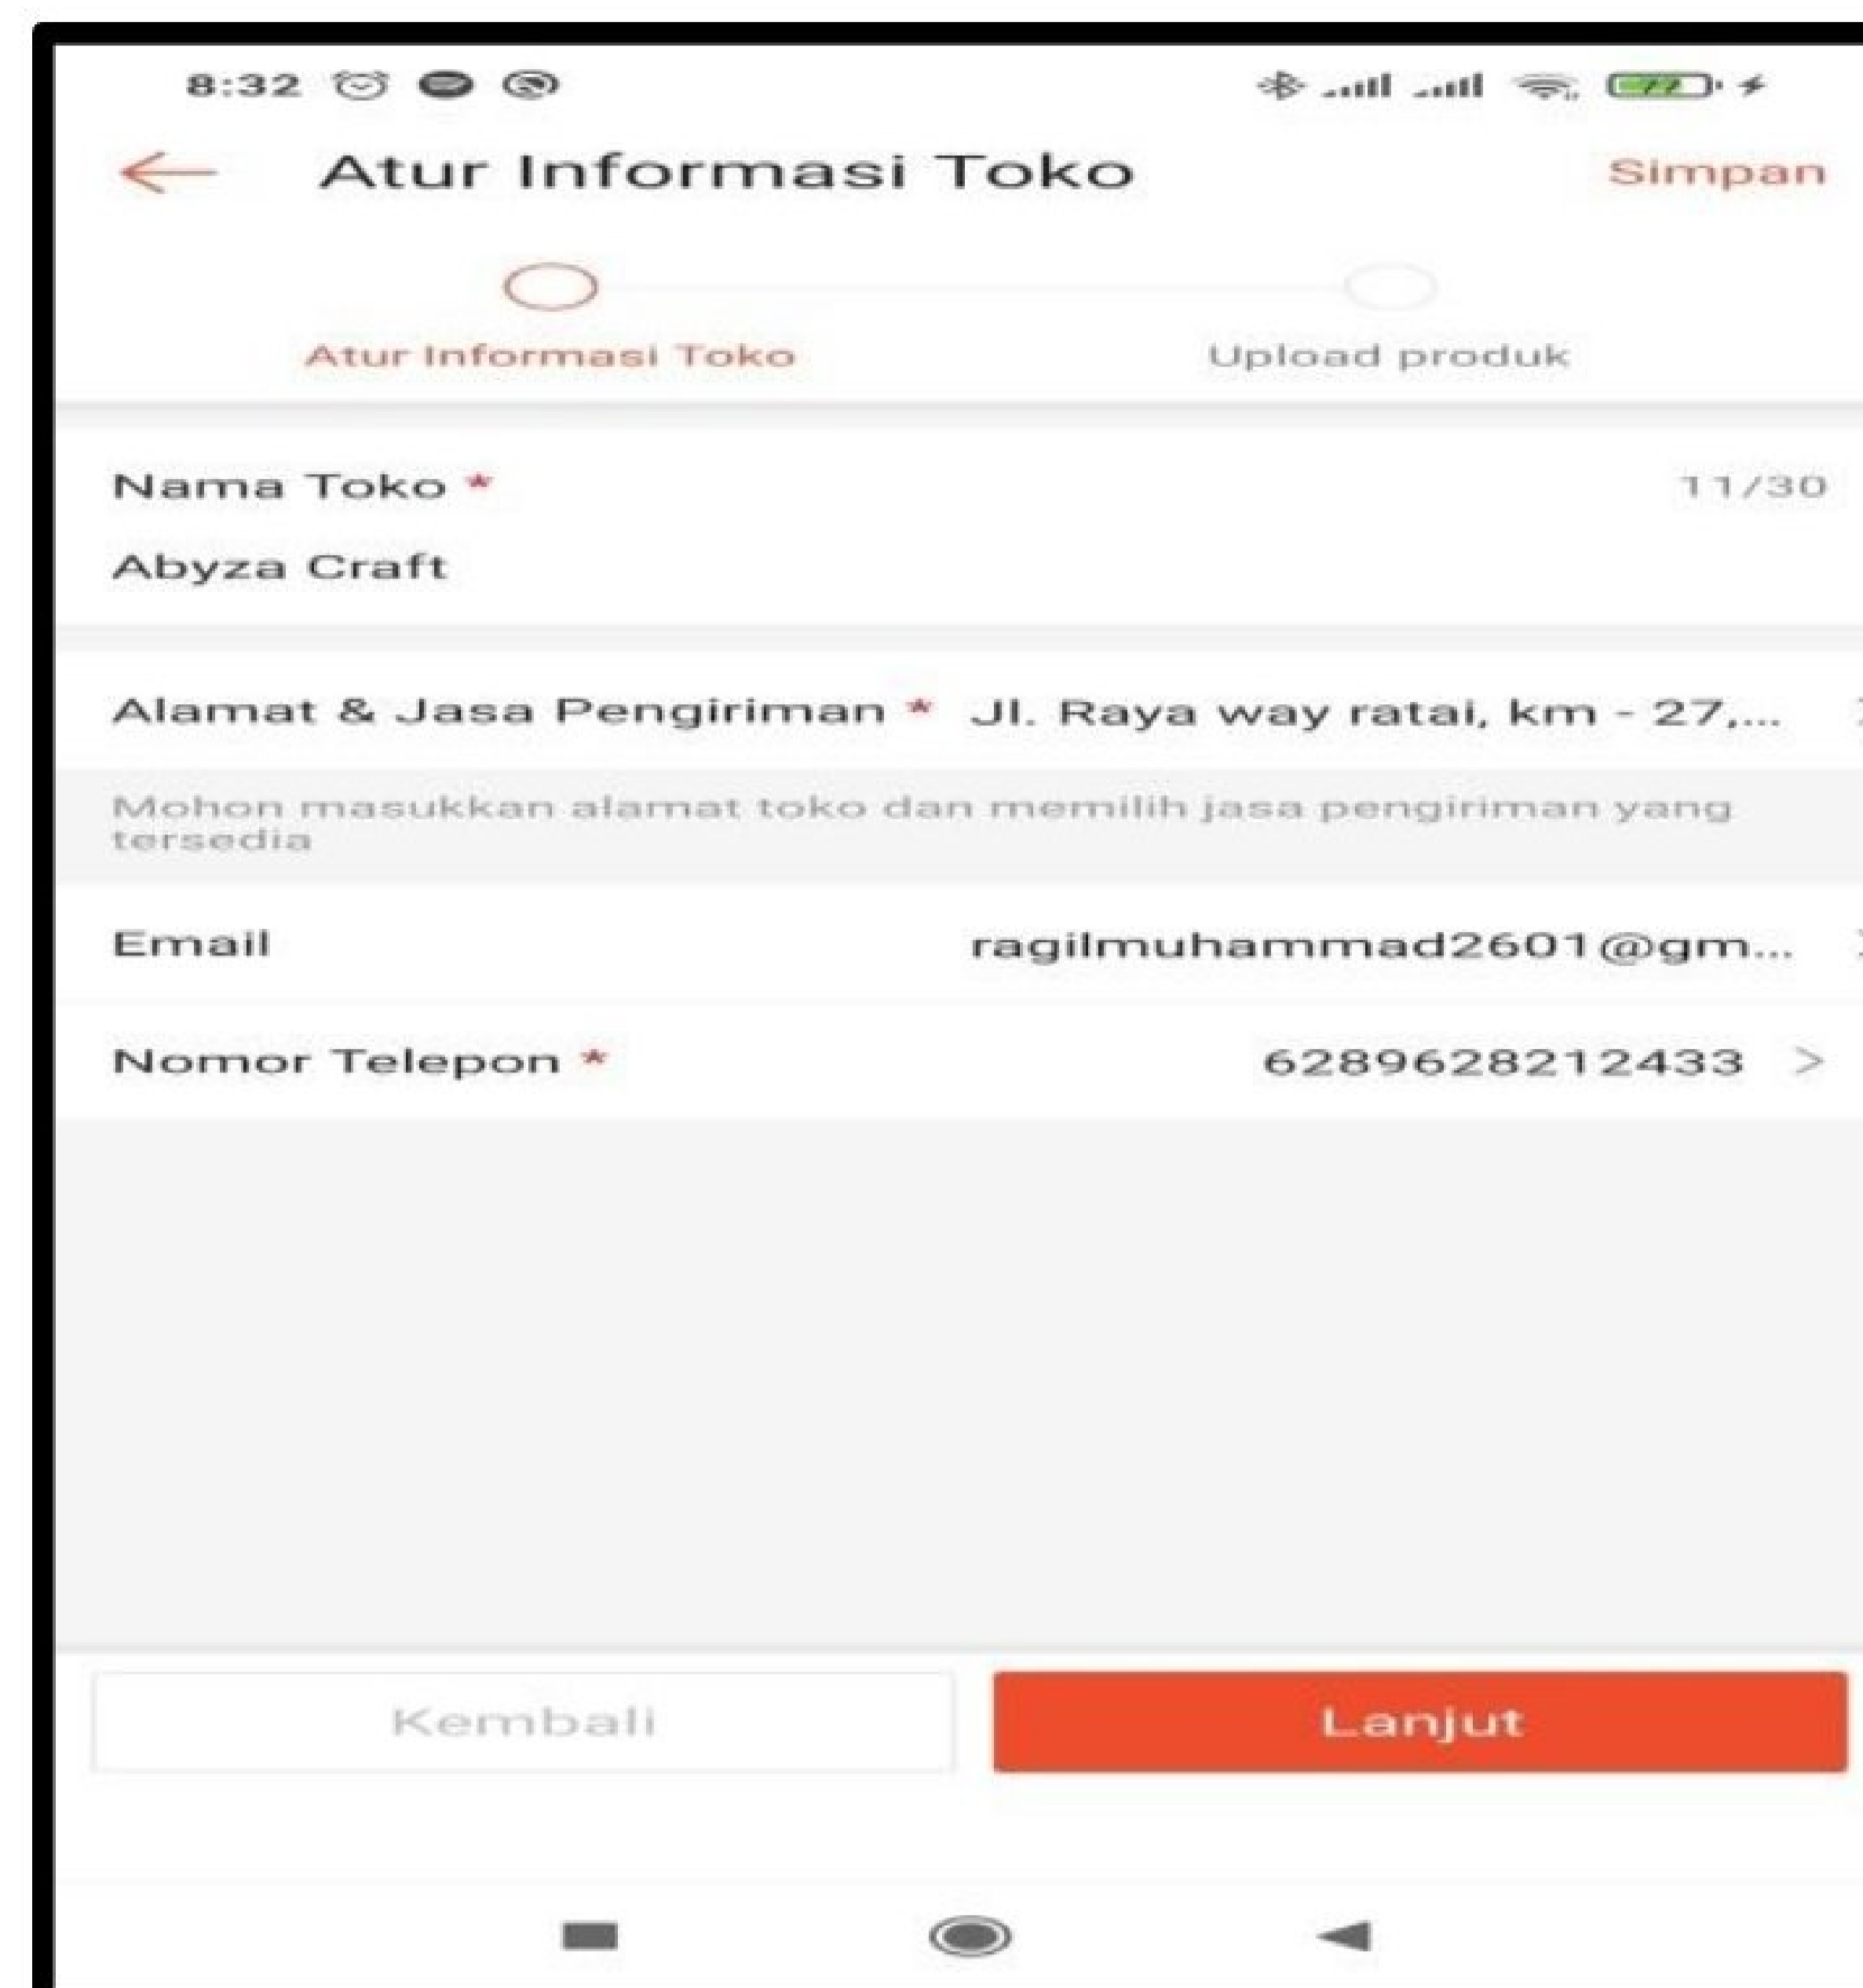 8:32
77
Atur Informasi Toko
Simpan
Atur Informasi Toko
Upload produk
Nama Toko *
11/30
Abyza Craft
Alamat & Jasa Pengiriman * Jl. Raya way ratai, km - 27,...
Mohon masukkan alamat toko dan memilih jasa pengiriman yang
tersedia
Email ragilmuhammad2601@gm...
Nomor Telepon * 6289628212433 >
Kembali
Lanjut